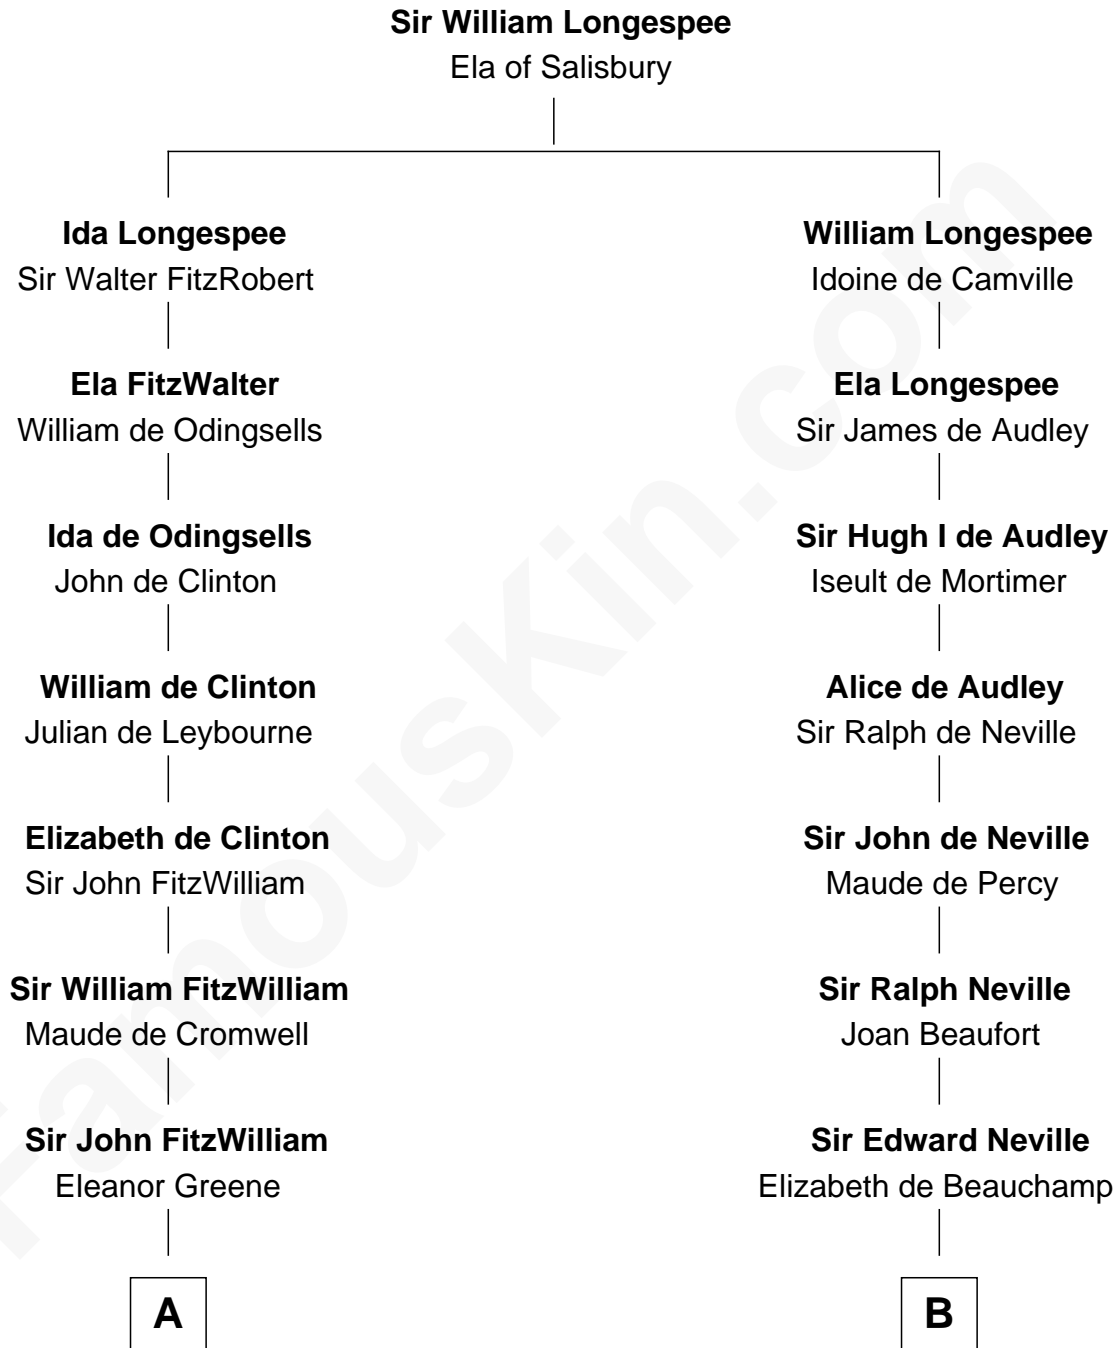 Sir William Longespee
Ela of Salisbury
Ida Longespee
Sir Walter FitzRobert
William Longespee
Idoine de Camville
Ela FitzWalter
William de Odingsells
Ela Longespee
Sir James de Audley
Ida de Odingsells
John de Clinton
Sir Hugh I de Audley
Iseult de Mortimer
William de Clinton
Julian de Leybourne
Alice de Audley
Sir Ralph de Neville
Elizabeth de Clinton
Sir John FitzWilliam
Sir John de Neville
Maude de Percy
Sir William FitzWilliam
Maude de Cromwell
Sir Ralph Neville
Joan Beaufort
Sir John FitzWilliam
Eleanor Greene
Sir Edward Neville
Elizabeth de Beauchamp
A
B
FamousKin.com